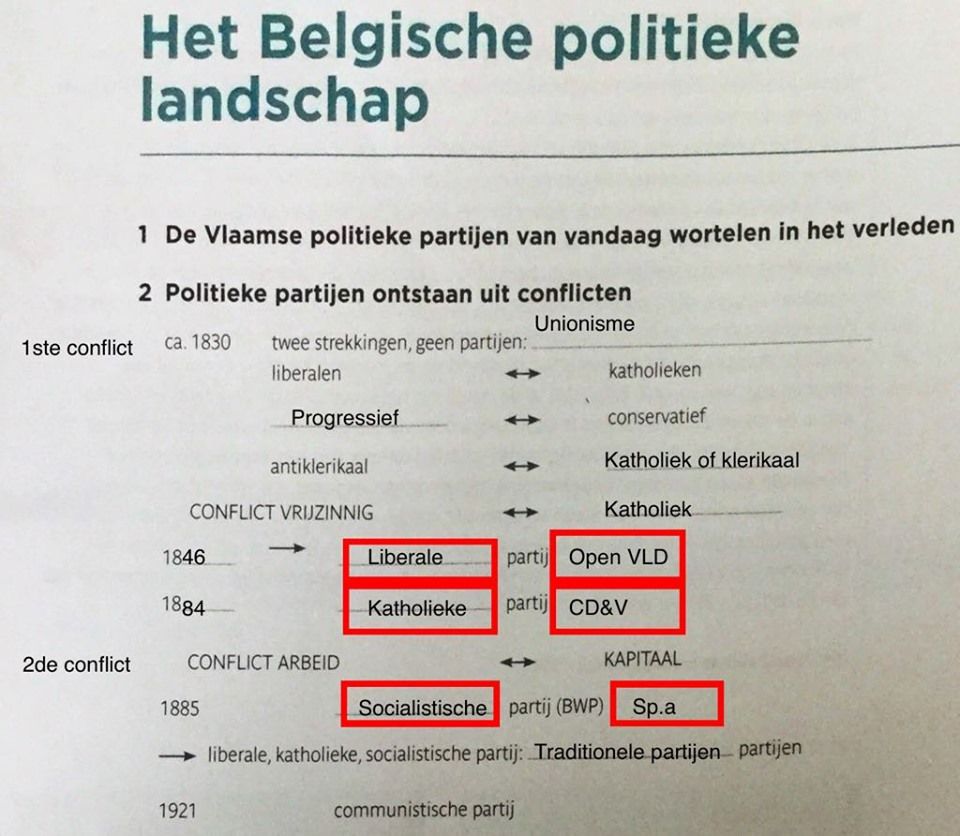 Het Belgische politieke
landschap
1 De Vlaamse politieke partijen van vandaag wortelen in het verleden
2 Politieke partijen ontstaan uit conflicten
1ste conflict ca. 1830 twee strekkingen, geen partijen: Unionisme
liberalen ↔ katholieken
Progressief ↔ conservatief
antiklerikaal ↔ Katholiek of klerikaal
CONFLICT VRIJZINNIG ↔ Katholiek
1846 → Liberale partij Open VLD
1884 Katholieke partij CD&V
2de conflict CONFLICT ARBEID ↔ KAPITAAL
1885 Socialistische partij (BWP) Sp.a
→ liberale, katholieke, socialistische partij: Traditionele partijen partijen
1921 communistische partij